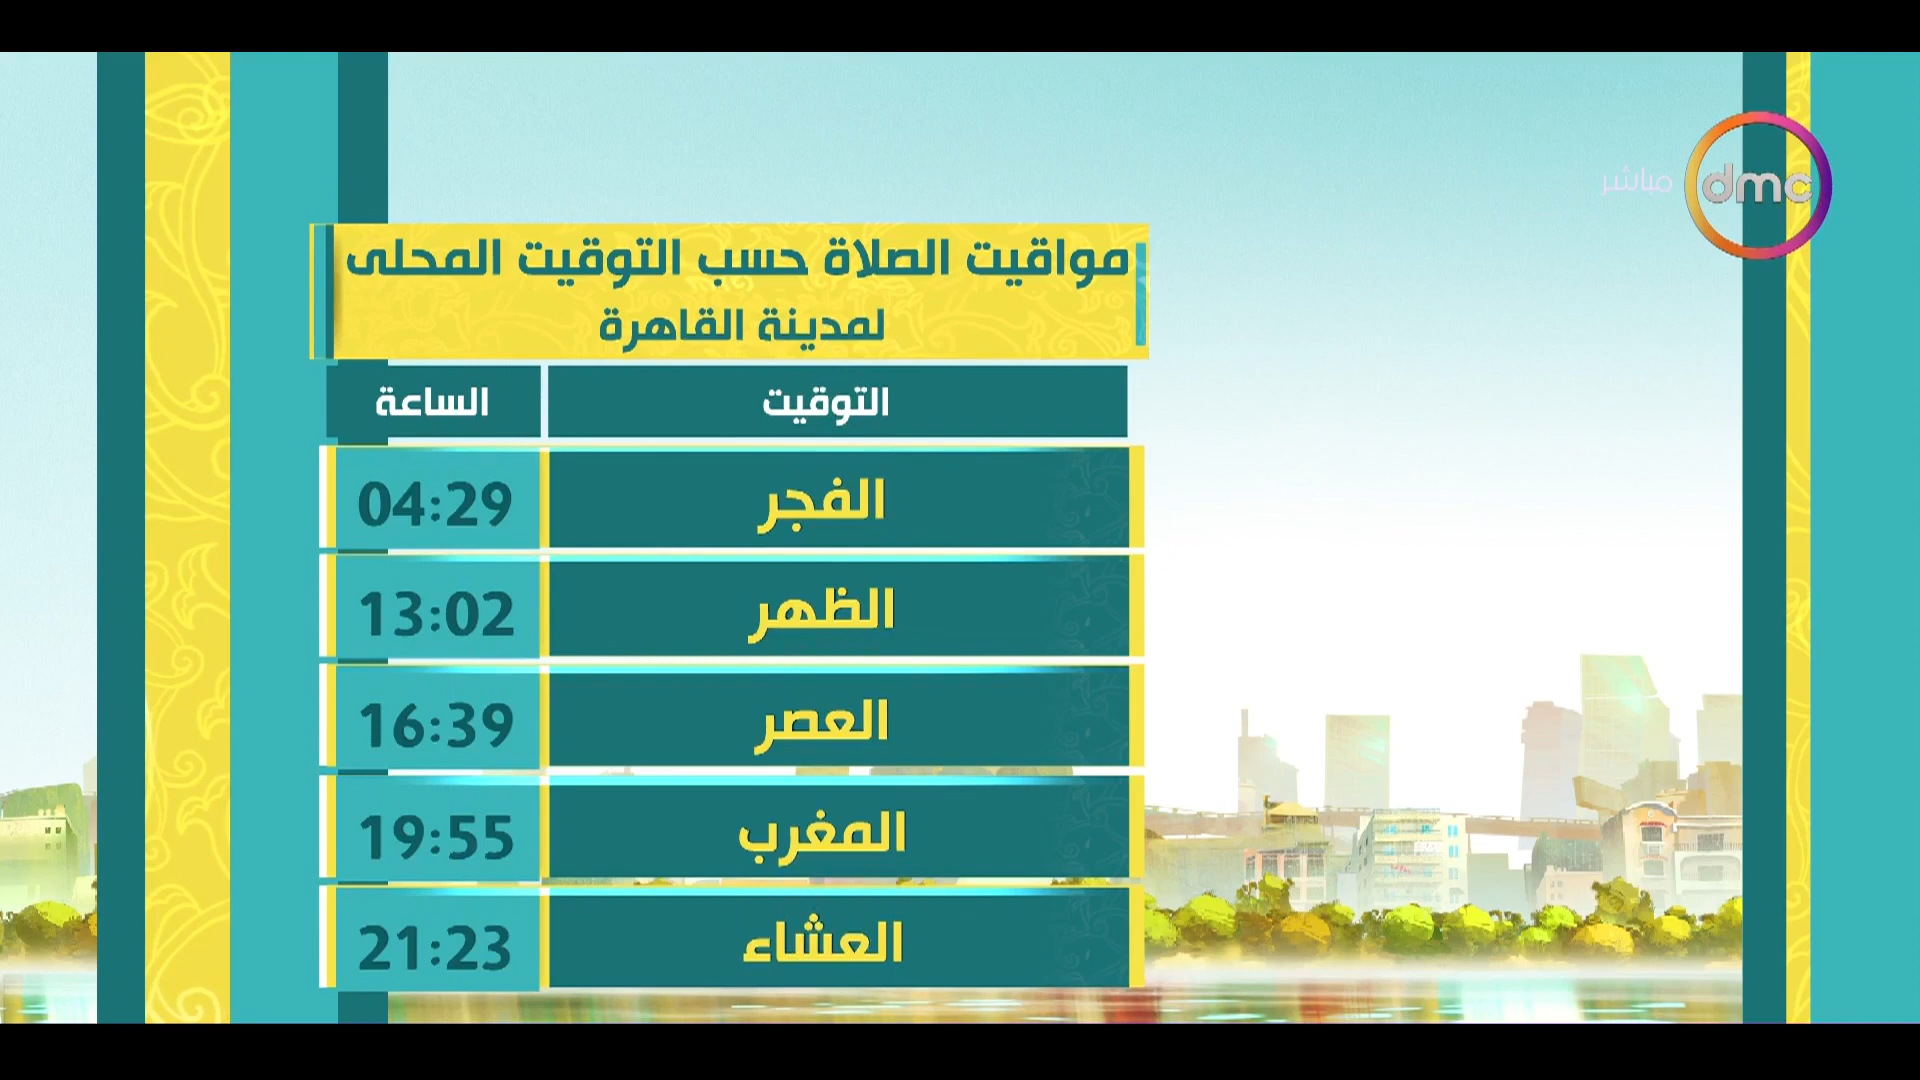 dmc مباشر
مواقيت الصلاة حسب التوقيت المحلى
لمدينة القاهرة
التوقيت الساعة
الفجر 04:29
الظهر 13:02
العصر 16:39
المغرب 19:55
العشاء 21:23